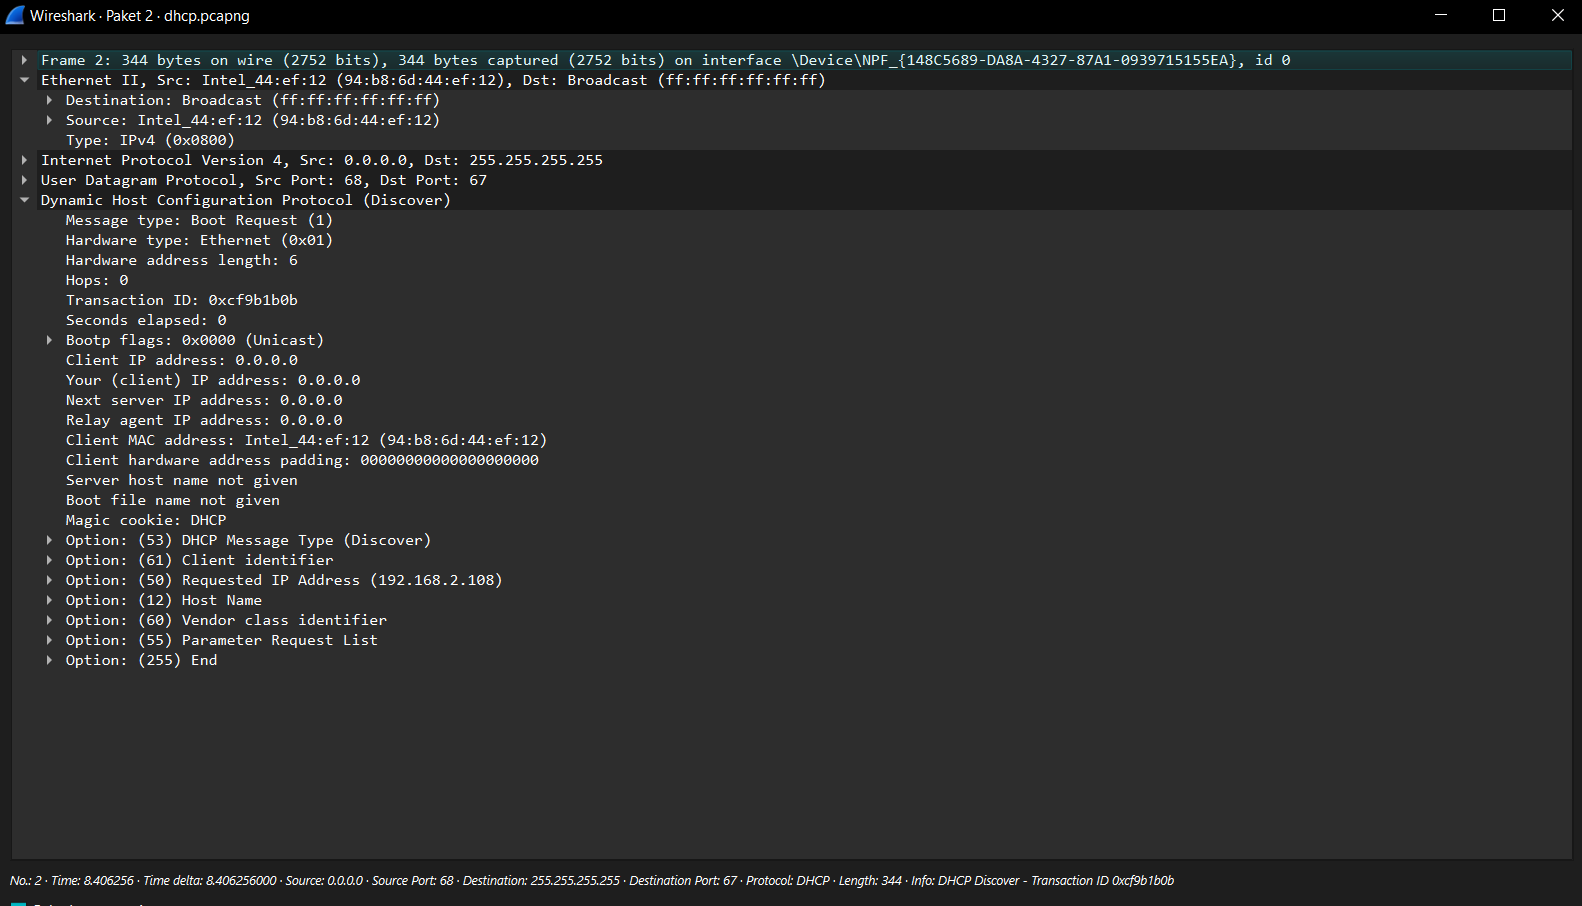 Wireshark · Paket 2 · dhcp.pcapng
Frame 2: 344 bytes on wire (2752 bits), 344 bytes captured (2752 bits) on interface \Device\NPF_{148C5689-DA8A-4327-87A1-0939715155EA}, id 0
Ethernet II, Src: Intel_44:ef:12 (94:b8:6d:44:ef:12), Dst: Broadcast (ff:ff:ff:ff:ff:ff)
Destination: Broadcast (ff:ff:ff:ff:ff:ff)
Source: Intel_44:ef:12 (94:b8:6d:44:ef:12)
Type: IPv4 (0x0800)
Internet Protocol Version 4, Src: 0.0.0.0, Dst: 255.255.255.255
User Datagram Protocol, Src Port: 68, Dst Port: 67
Dynamic Host Configuration Protocol (Discover)
Message type: Boot Request (1)
Hardware type: Ethernet (0x01)
Hardware address length: 6
Hops: 0
Transaction ID: 0xcf9b1b0b
Seconds elapsed: 0
Bootp flags: 0x0000 (Unicast)
Client IP address: 0.0.0.0
Your (client) IP address: 0.0.0.0
Next server IP address: 0.0.0.0
Relay agent IP address: 0.0.0.0
Client MAC address: Intel_44:ef:12 (94:b8:6d:44:ef:12)
Client hardware address padding: 00000000000000000000
Server host name not given
Boot file name not given
Magic cookie: DHCP
Option: (53) DHCP Message Type (Discover)
Option: (61) Client identifier
Option: (50) Requested IP Address (192.168.2.108)
Option: (12) Host Name
Option: (60) Vendor class identifier
Option: (55) Parameter Request List
Option: (255) End
No.: 2 · Time: 8.406256 · Time delta: 8.406256000 · Source: 0.0.0.0 · Source Port: 68 · Destination: 255.255.255.255 · Destination Port: 67 · Protocol: DHCP · Length: 344 · Info: DHCP Discover - Transaction ID 0xcf9b1b0b